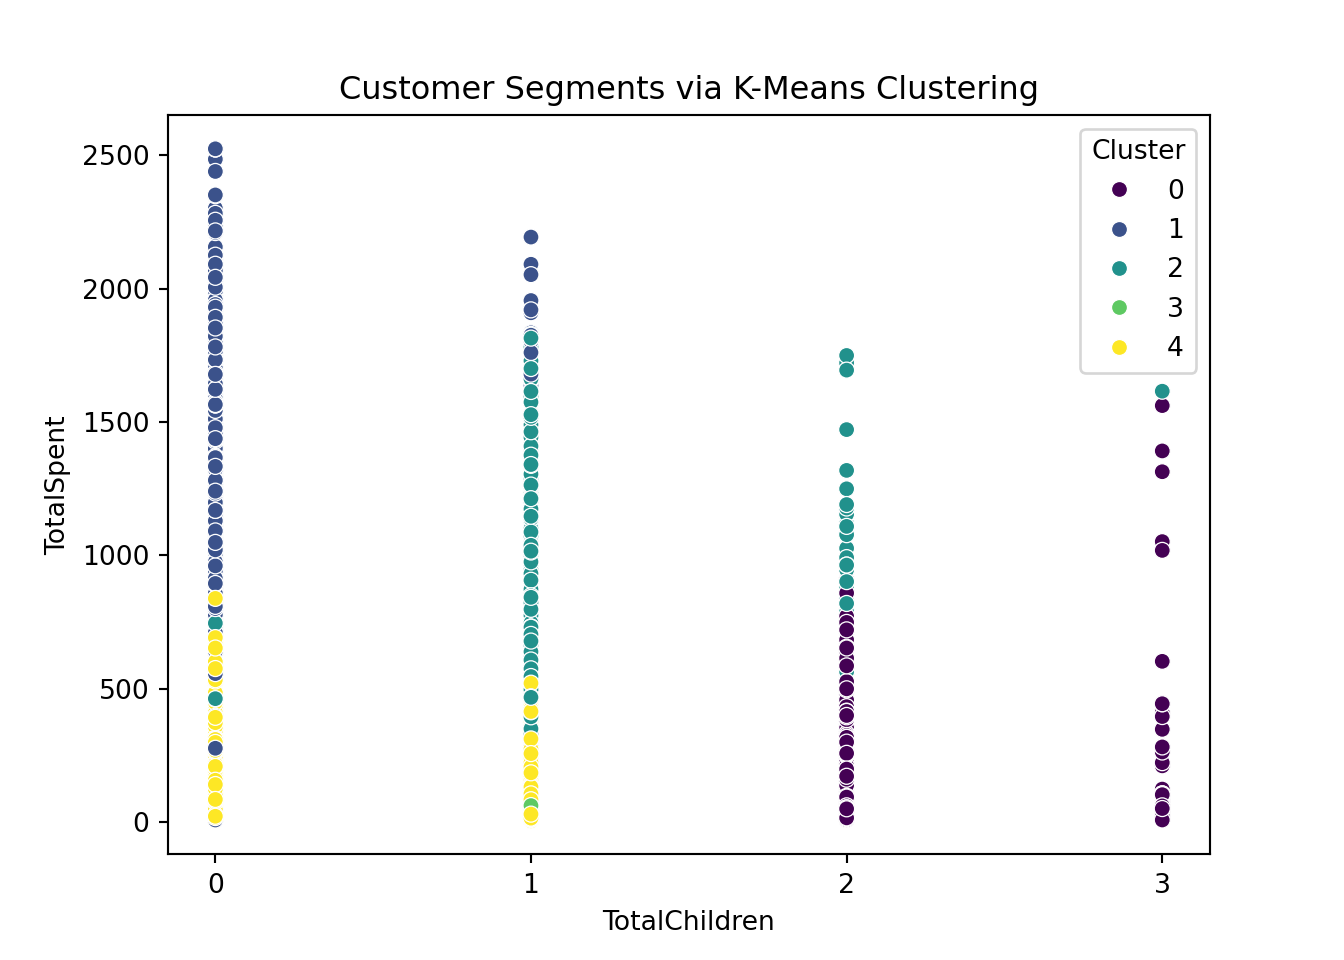 Customer Segments via K-Means Clustering
Cluster
0
1
2
3
4
2500
2000
1500
1000
500
0
TotalSpent
0 1 2 3
TotalChildren